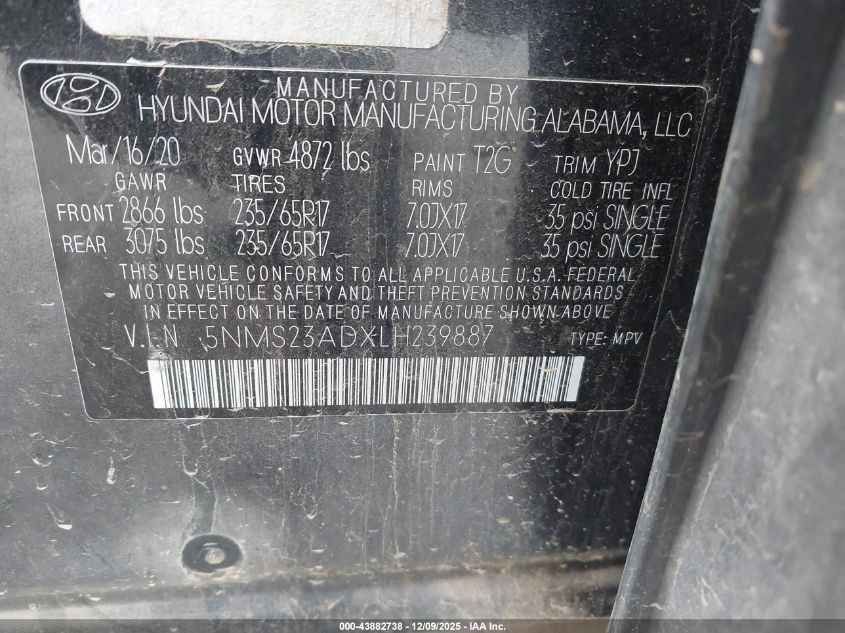 MANUFACTURED BY
HYUNDAI MOTOR MANUFACTURING ALABAMA, LLC
Mar/16/20 GVWR 4872 lbs PAINT T2G TRIM YPJ
GAWR TIRES RIMS COLD TIRE INFL
FRONT 2866 lbs 235/65R17 7.0JX17 35 psi SINGLE
REAR 3075 lbs 235/65R17 7.0JX17 35 psi SINGLE
THIS VEHICLE CONFORMS TO ALL APPLICABLE U.S.A. FEDERAL
MOTOR VEHICLE SAFETY AND THEFT PREVENTION STANDARDS
IN EFFECT ON THE DATE OF MANUFACTURE SHOWN ABOVE
V.I.N 5NMS23ADXLH239887 TYPE: MPV
000-43882738 - 12/09/2025 - IAA Inc.